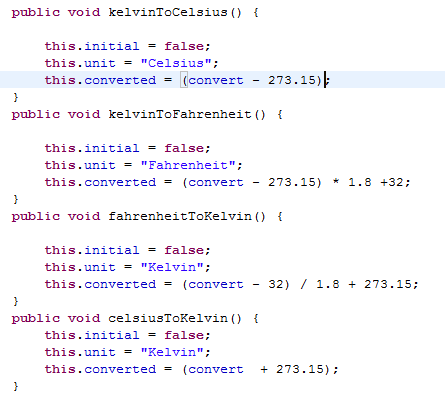 public void kelvinToCelsius() {
this.initial = false;
this.unit = "Celsius";
this.converted = (convert - 273.15);
}
public void kelvinToFahrenheit() {
this.initial = false;
this.unit = "Fahrenheit";
this.converted = (convert - 273.15) * 1.8 +32;
}
public void fahrenheitToKelvin() {
this.initial = false;
this.unit = "Kelvin";
this.converted = (convert - 32) / 1.8 + 273.15;
}
public void celsiusToKelvin() {
this.initial = false;
this.unit = "Kelvin";
this.converted = (convert  + 273.15);
}